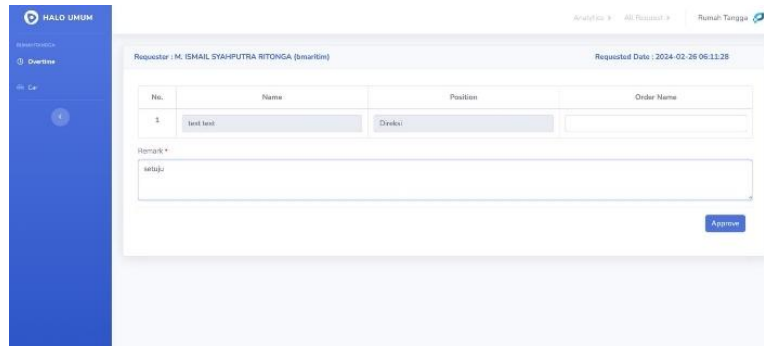 HALO UMUM
Analytics
All Request
Rumah Tangga
Overtime
Car
Requester : M. ISMAIL SYAHPUTRA RITONGA (bmaritim)
Requested Date : 2024-02-26 06:11:28
No. Name Position Order Name
1 test test Direksi
Remark *
setuju
Approve